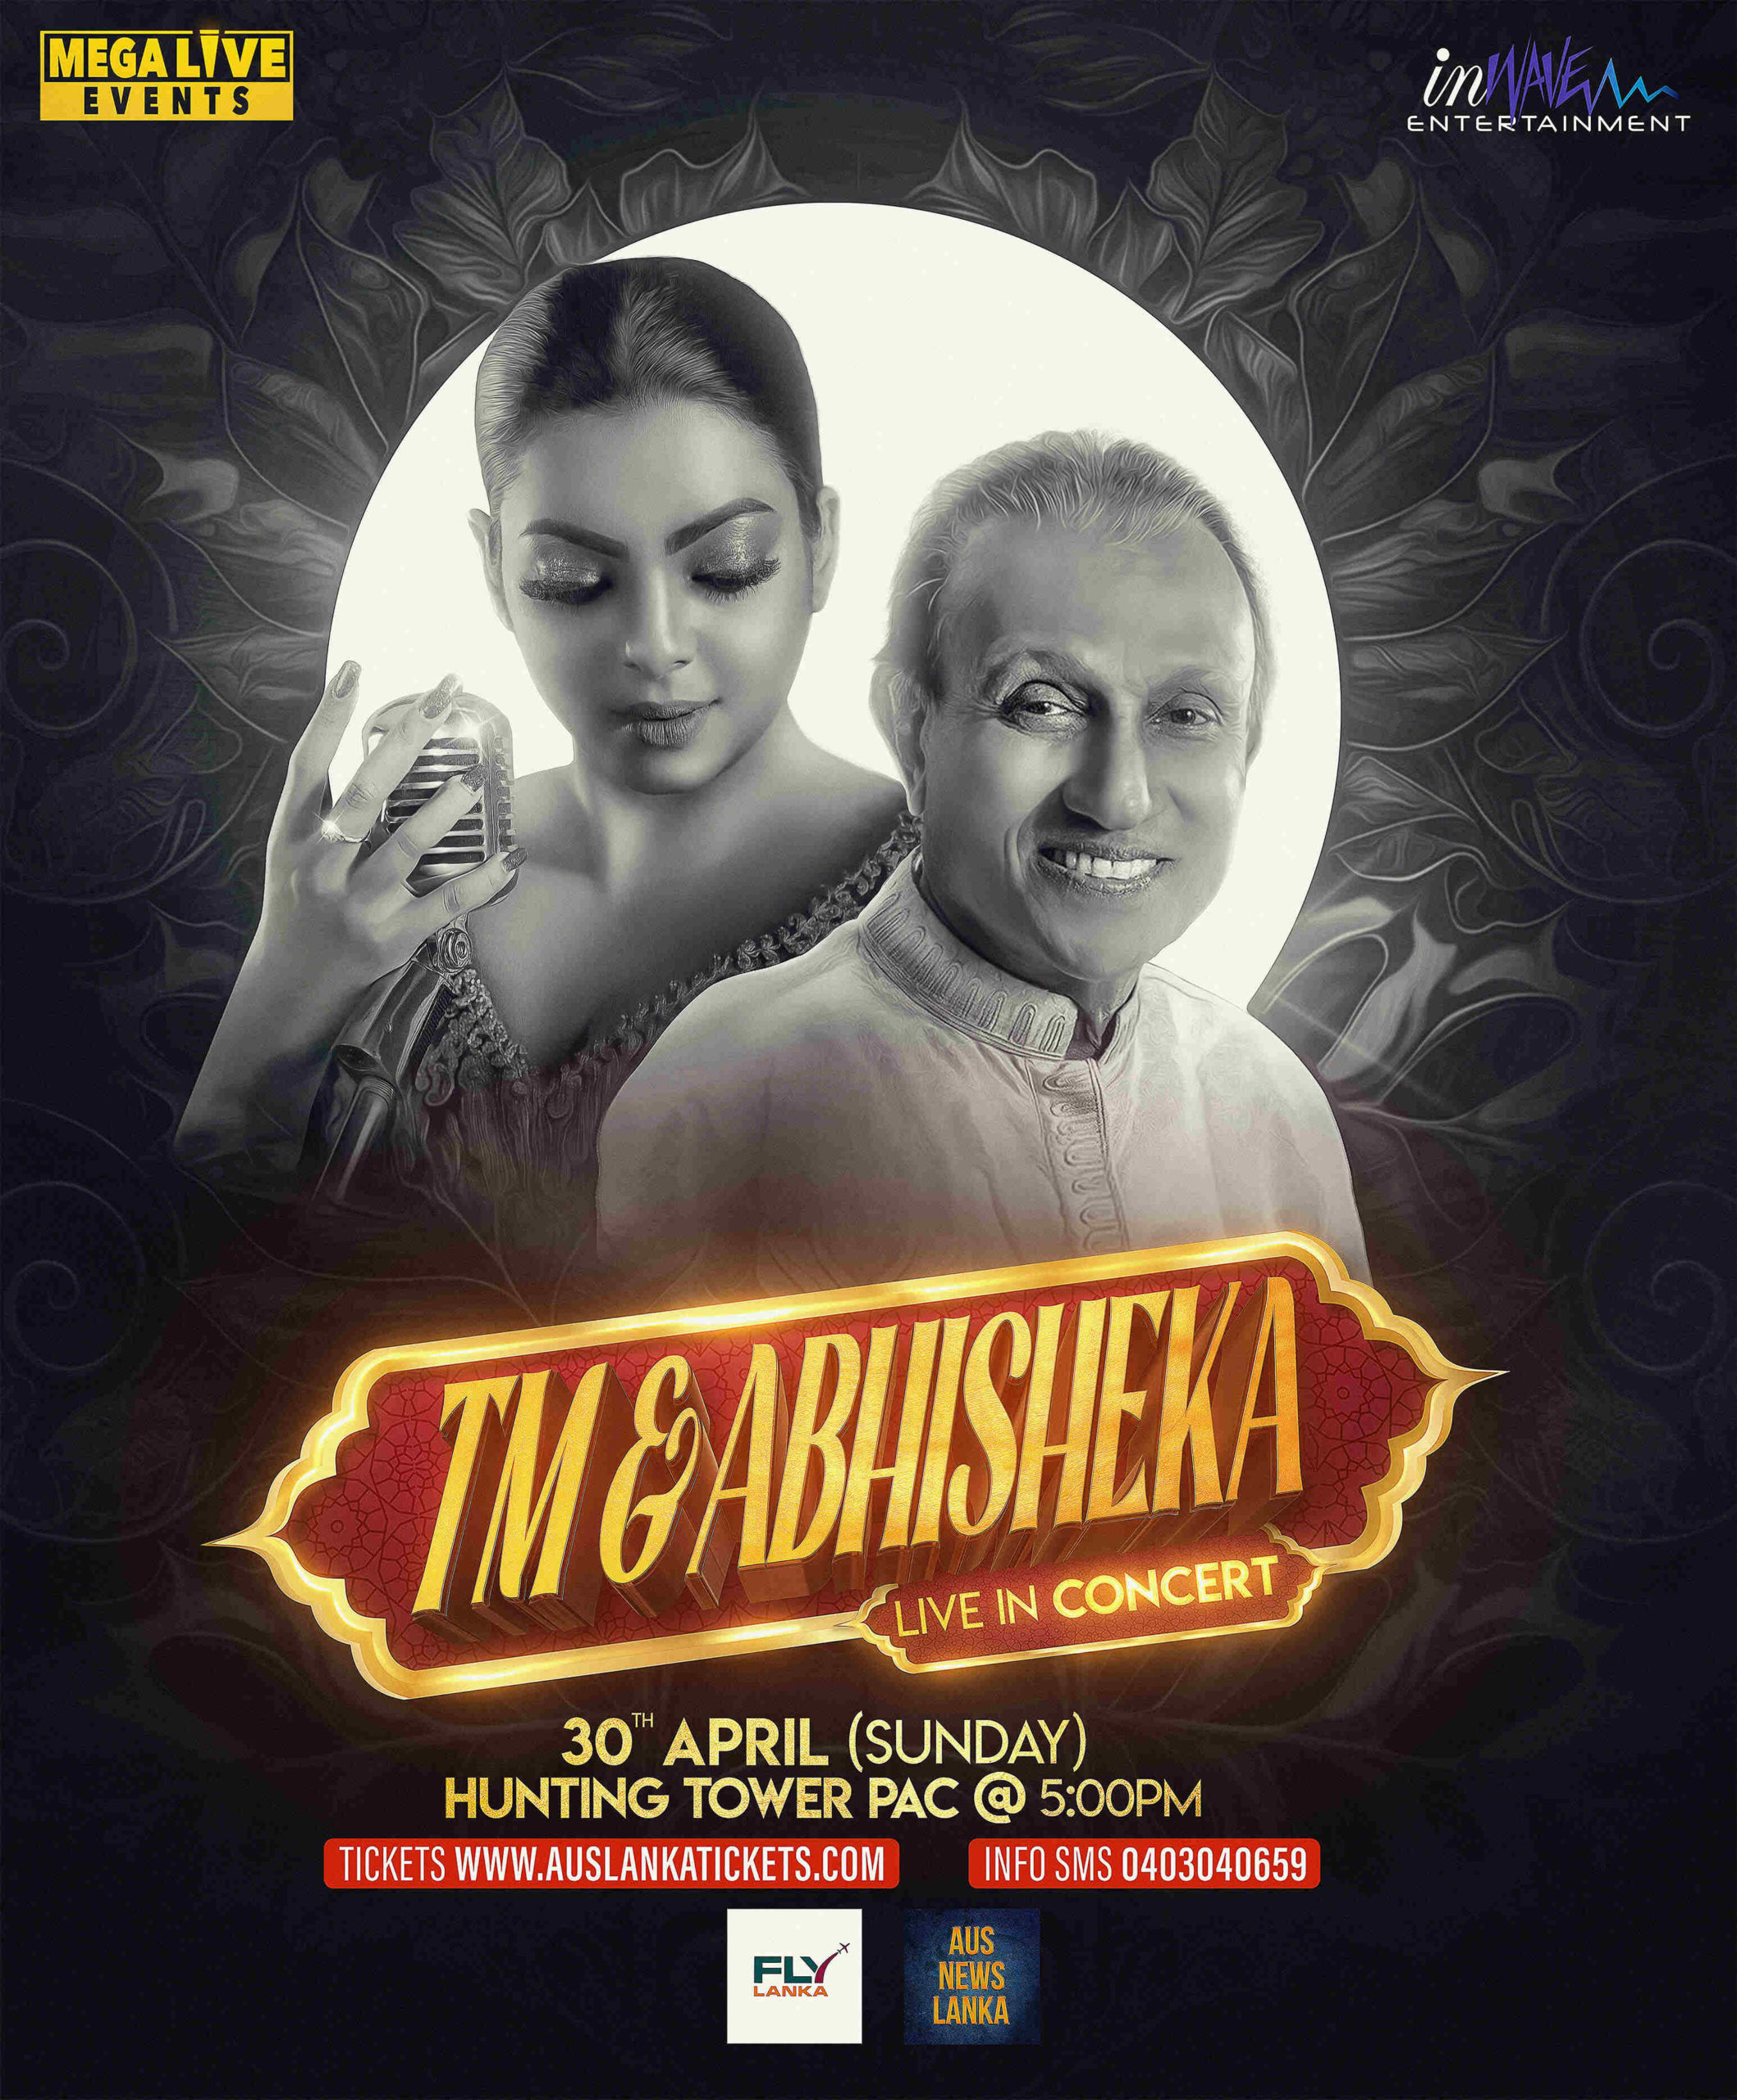 MEGA LIVE
EVENTS
inWAVE
ENTERTAINMENT
TM & ABHISHEKA
LIVE IN CONCERT
30TH APRIL (SUNDAY)
HUNTING TOWER PAC @ 5:00PM
TICKETS WWW.AUSLANKATICKETS.COM
INFO SMS 0403040659
FLY
LANKA
AUS
NEWS
LANKA